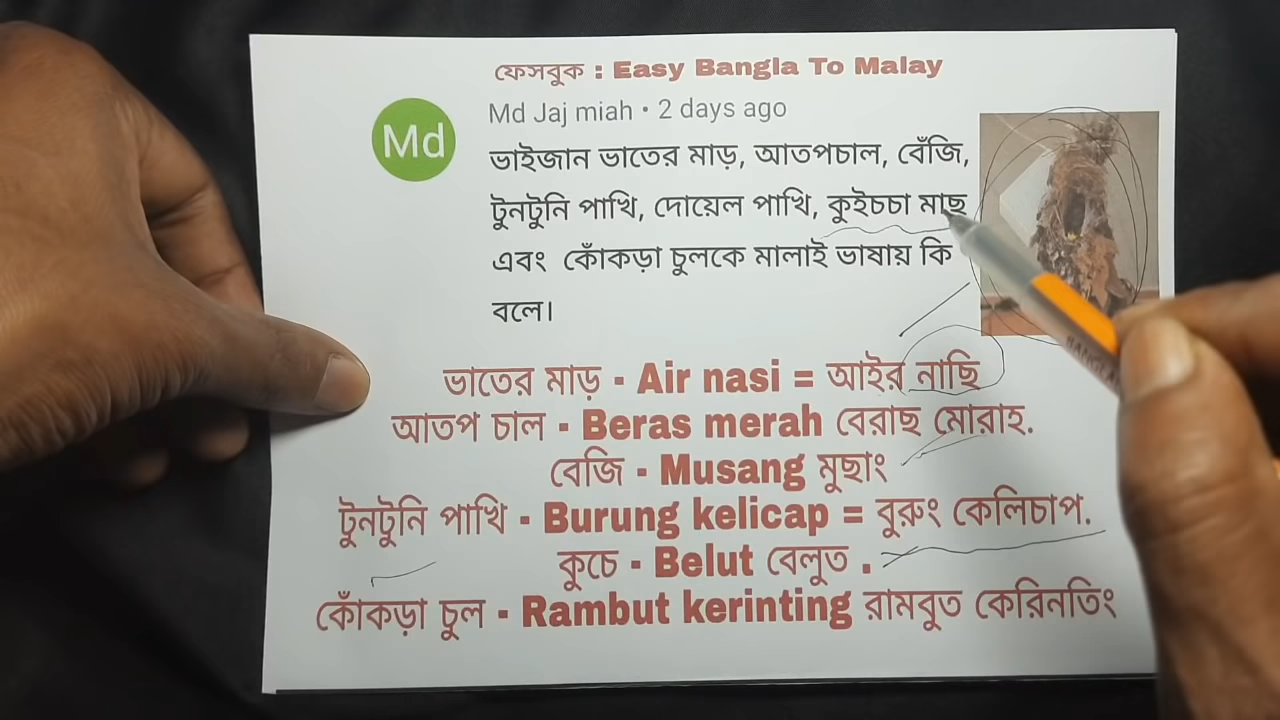 ফেসবুক : Easy Bangla To Malay
Md
Md Jaj miah • 2 days ago
ভাইজান ভাতের মাড়, আতপচাল, বেঁজি,
টুনটুনি পাখি, দোয়েল পাখি, কুইচচা মাছ
এবং কোঁকড়া চুলকে মালাই ভাষায় কি
বলে।
ভাতের মাড় - Air nasi = আইর নাছি
আতপ চাল - Beras merah বেরাছ মোরাহ.
বেজি - Musang মুছাং
টুনটুনি পাখি - Burung kelicap = বুরুং কেলিচাপ.
কুচে - Belut বেলুত .
কোঁকড়া চুল - Rambut kerinting রামবুত কেরিনতিং